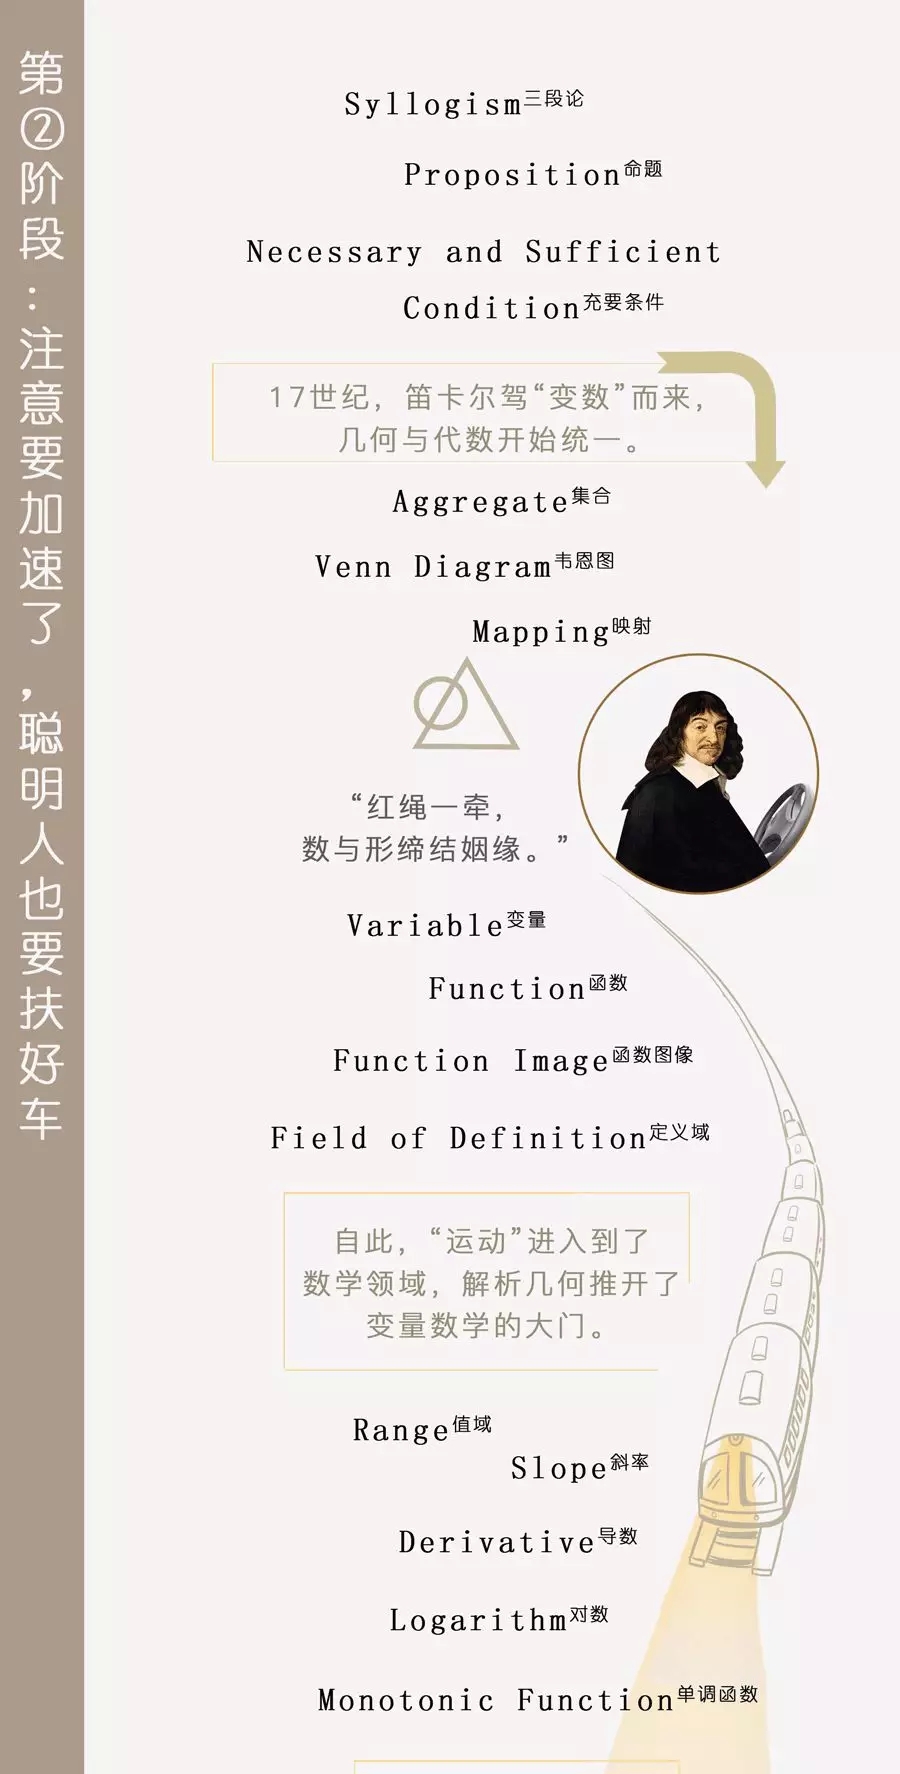 第②阶段：注意要加速了，聪明人也要扶好车
Syllogism三段论
Proposition命题
Necessary and Sufficient
Condition充要条件
17世纪，笛卡尔驾“变数”而来，
几何与代数开始统一。
Aggregate集合
Venn Diagram韦恩图
Mapping映射
“红绳一牵，
数与形缔结姻缘。”
Variable变量
Function函数
Function Image函数图像
Field of Definition定义域
自此，“运动”进入到了
数学领域，解析几何推开了
变量数学的大门。
Range值域
Slope斜率
Derivative导数
Logarithm对数
Monotonic Function单调函数